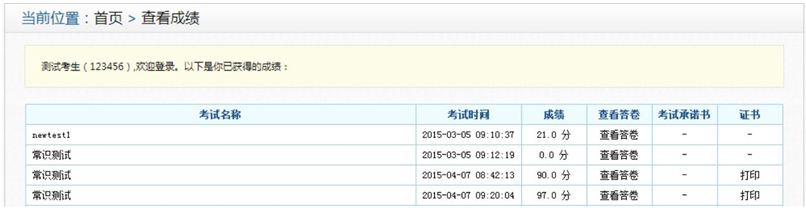 当前位置：首页 > 查看成绩
测试考生（123456）,欢迎登录。以下是你已获得的成绩：
考试名称 考试时间 成绩 查看答卷 考试承诺书 证书
newtest1 2015-03-05 09:10:37 21.0 分 查看答卷 - -
常识测试 2015-03-05 09:12:19 0.0 分 查看答卷 - -
常识测试 2015-04-07 08:42:13 90.0 分 查看答卷 - 打印
常识测试 2015-04-07 09:20:04 97.0 分 查看答卷 - 打印